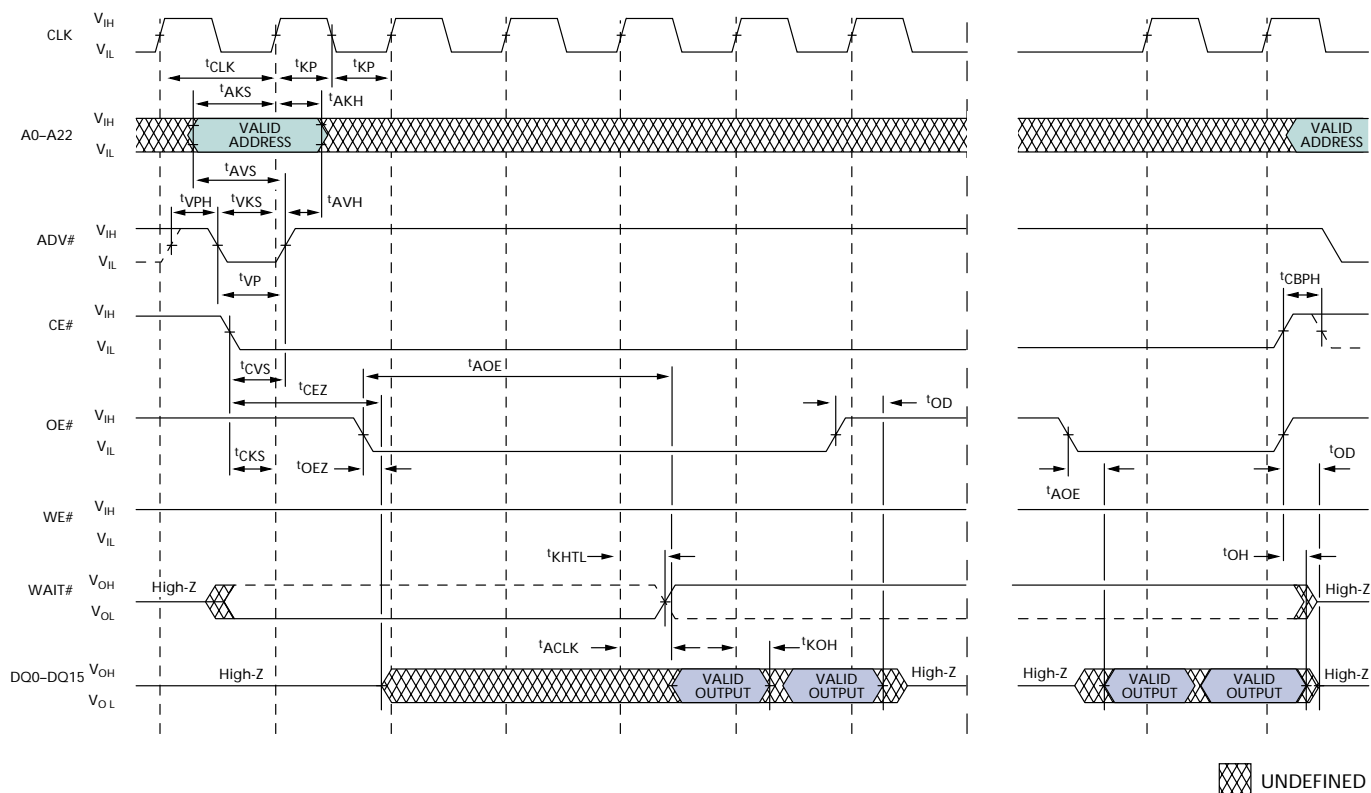 CLK VIH
VIL
tCLK tKP tKP
tAKS tAKH
A0–A22 VIH
VIL
VALID ADDRESS
VALID ADDRESS
tAVS
tVPH tVKS tAVH
ADV# VIH
VIL
tVP
tCBPH
CE# VIH
VIL
tAOE
tCVS
tCEZ
tOD
OE# VIH
VIL
tCKS
tOEZ
tOD
tAOE
WE# VIH
VIL
tKHTL
tOH
WAIT# VOH
VOL
High-Z
High-Z
tACLK tKOH
DQ0–DQ15 VOH
VO L
High-Z
VALID OUTPUT
VALID OUTPUT
High-Z
High-Z
VALID OUTPUT
VALID OUTPUT
High-Z
UNDEFINED